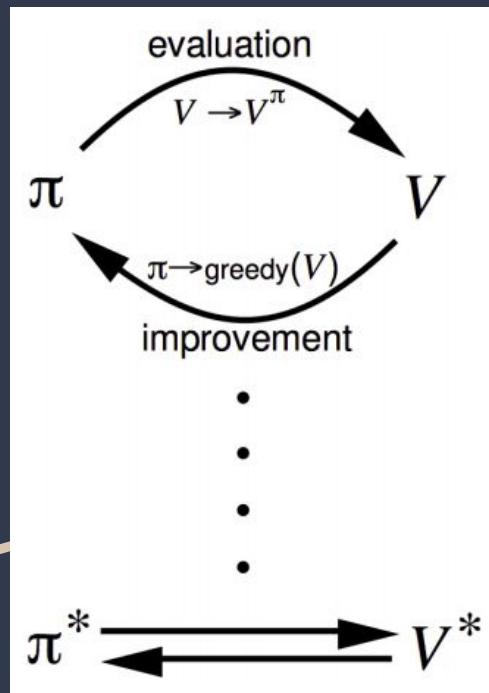 evaluation
V → V^π
π V
π→greedy(V)
improvement
π* V*